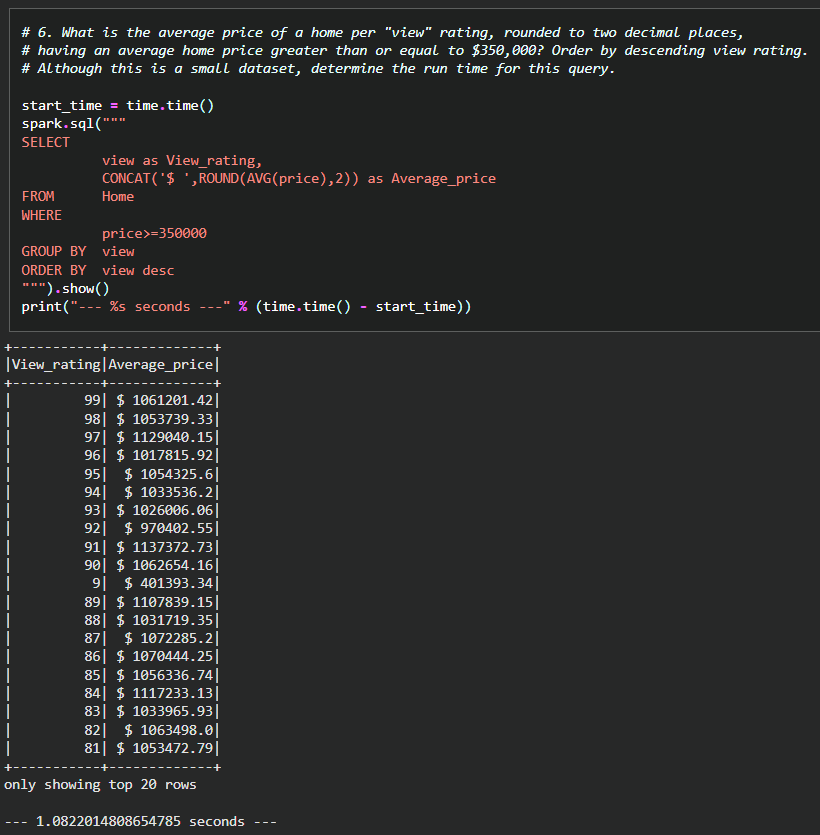 # 6. What is the average price of a home per "view" rating, rounded to two decimal places,
# having an average home price greater than or equal to $350,000? Order by descending view rating.
# Although this is a small dataset, determine the run time for this query.
start_time = time.time()
spark.sql("""
SELECT
view as View_rating,
CONCAT('$ ',ROUND(AVG(price),2)) as Average_price
FROM Home
WHERE
price>=350000
GROUP BY view
ORDER BY view desc
""").show()
print("--- %s seconds ---" % (time.time() - start_time))
+-----------+-------------+
|View_rating|Average_price|
+-----------+-------------+
| 99| $ 1061201.42|
| 98| $ 1053739.33|
| 97| $ 1129040.15|
| 96| $ 1017815.92|
| 95| $ 1054325.6|
| 94| $ 1033536.2|
| 93| $ 1026006.06|
| 92| $ 970402.55|
| 91| $ 1137372.73|
| 90| $ 1062654.16|
| 9| $ 401393.34|
| 89| $ 1107839.15|
| 88| $ 1031719.35|
| 87| $ 1072285.2|
| 86| $ 1070444.25|
| 85| $ 1056336.74|
| 84| $ 1117233.13|
| 83| $ 1033965.93|
| 82| $ 1063498.0|
| 81| $ 1053472.79|
+-----------+-------------+
only showing top 20 rows
--- 1.0822014808654785 seconds ---